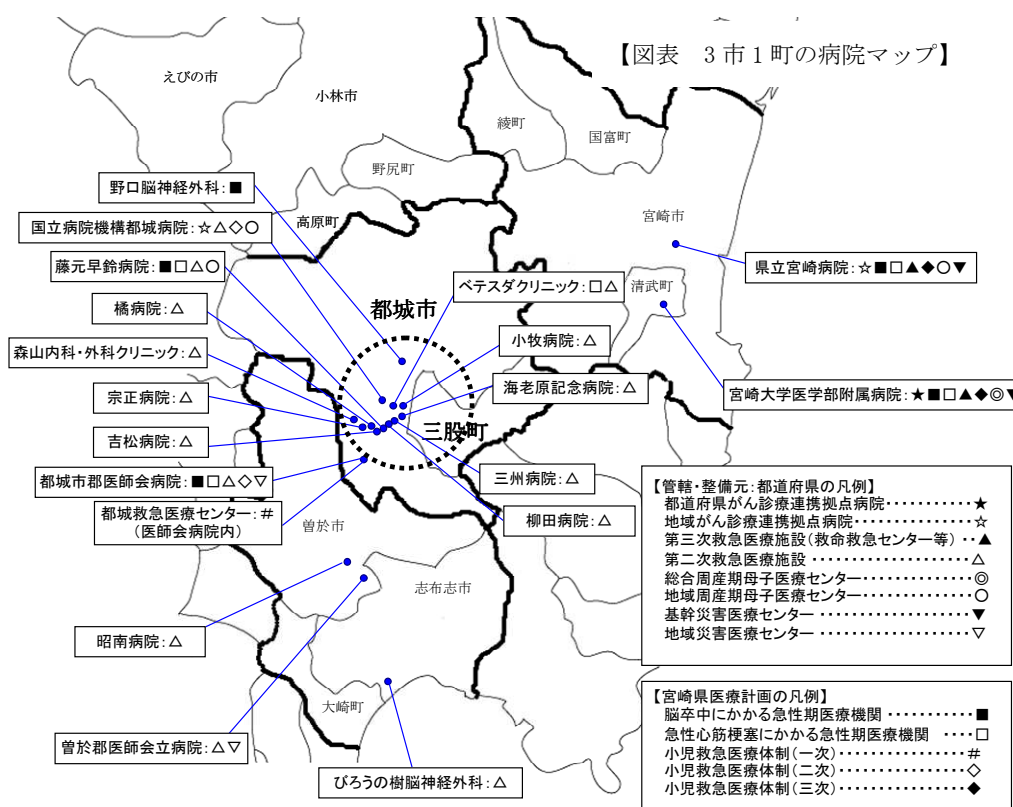 【図表　3市1町の病院マップ】
えびの市
小林市
綾町
国富町
野尻町
高原町
宮崎市
清武町
都城市
三股町
曽於市
志布志市
大崎町
野口脳神経外科：■
国立病院機構都城病院：☆△◇○
藤元早鈴病院：■□△○
橘病院：△
森山内科・外科クリニック：△
宗正病院：△
吉松病院：△
都城市郡医師会病院：■□△◇▽
都城救急医療センター：＃
（医師会病院内）
昭南病院：△
曽於郡医師会立病院：△▽
びろうの樹脳神経外科：△
ベテスダクリニック：□△
小牧病院：△
海老原記念病院：△
三州病院：△
柳田病院：△
県立宮崎病院：☆■□▲◆○▼
宮崎大学医学部附属病院：★■□▲◆◎▼
【管轄・整備元：都道府県の凡例】
都道府県がん診療連携拠点病院・・・・・・・・・・★
地域がん診療連携拠点病院・・・・・・・・・・・・・・☆
第三次救急医療施設（救命救急センター等）・・▲
第二次救急医療施設・・・・・・・・・・・・・・・・・・・△
総合周産期母子医療センター・・・・・・・・・・・・◎
地域周産期母子医療センター・・・・・・・・・・・・○
基幹災害医療センター・・・・・・・・・・・・・・・・・▼
地域災害医療センター・・・・・・・・・・・・・・・・・▽
【宮崎県医療計画の凡例】
脳卒中にかかる急性期医療機関・・・・・・・・・・■
急性心筋梗塞にかかる急性期医療機関・・・・□
小児救急医療体制（一次）・・・・・・・・・・・・・・＃
小児救急医療体制（二次）・・・・・・・・・・・・・・◇
小児救急医療体制（三次）・・・・・・・・・・・・・・◆